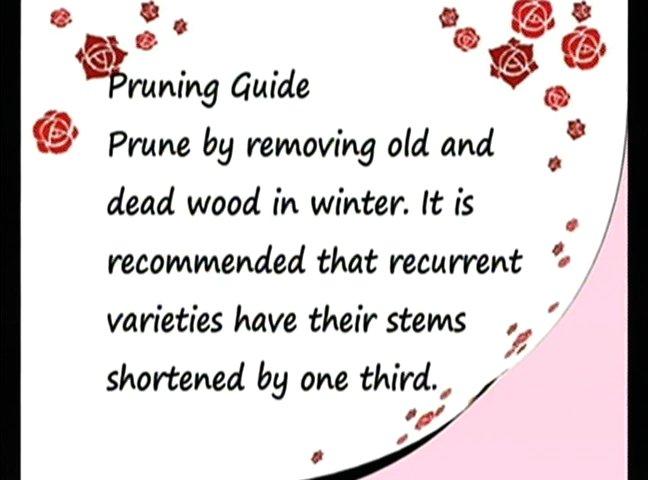 Pruning Guide
Prune by removing old and
dead wood in winter. It is
recommended that recurrent
varieties have their stems
shortened by one third.